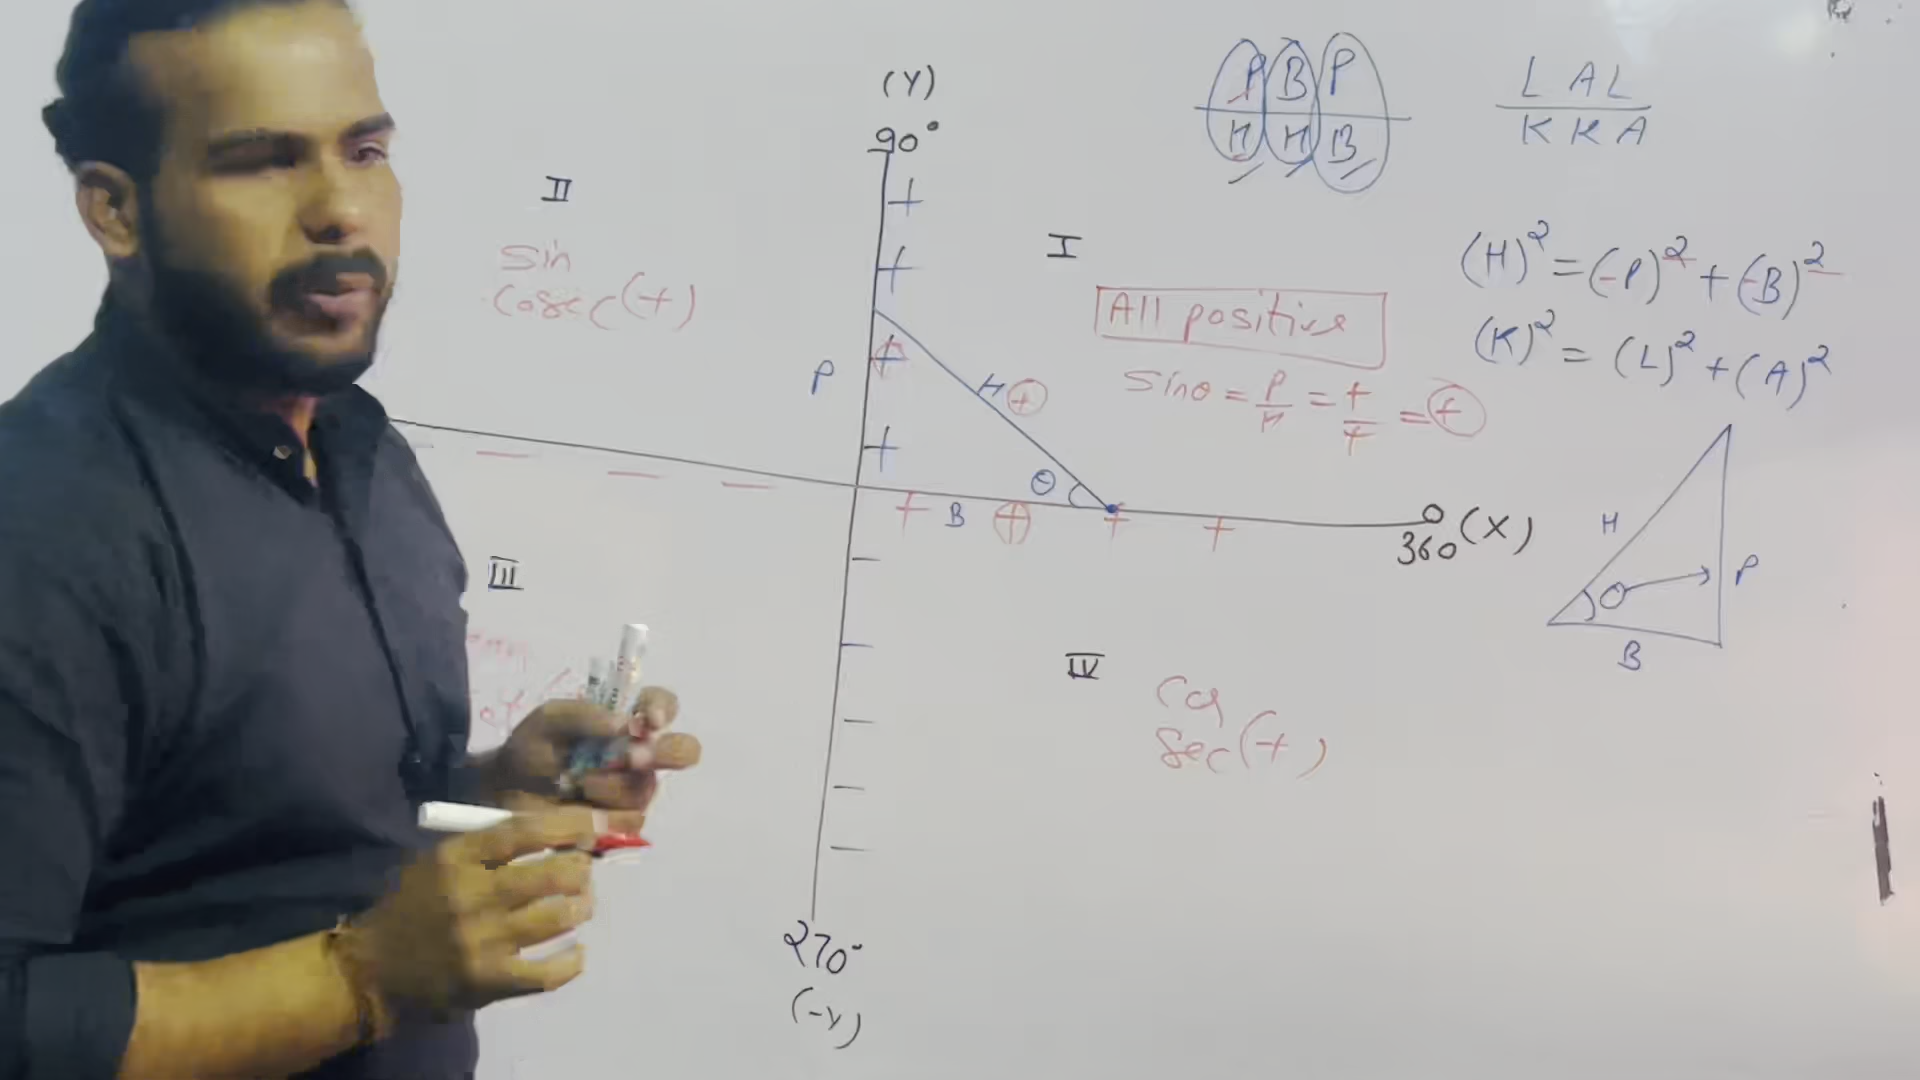 (Y)
90°
P B P
H H B
L A L
K K A
II
sin
cosec (+)
I
All positive
Sinθ = P/H = +/+ = +
(H)² = (-P)² + (-B)²
(K)² = (L)² + (A)²
+
+
+
+
P
H +
θ
— — —
+ B + + +
0
360 (X)
H
θ
P
B
III
IV
Cos
Sec (+)
270°
(-Y)